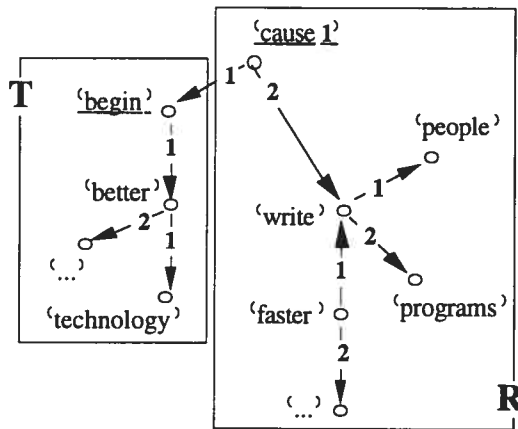 (cause 1)
T
(begin)
1
2
(people)
1
1
(better)
2
1
(write)
2
(...)
1
(technology)
(faster)
(programs)
2
(...)
R